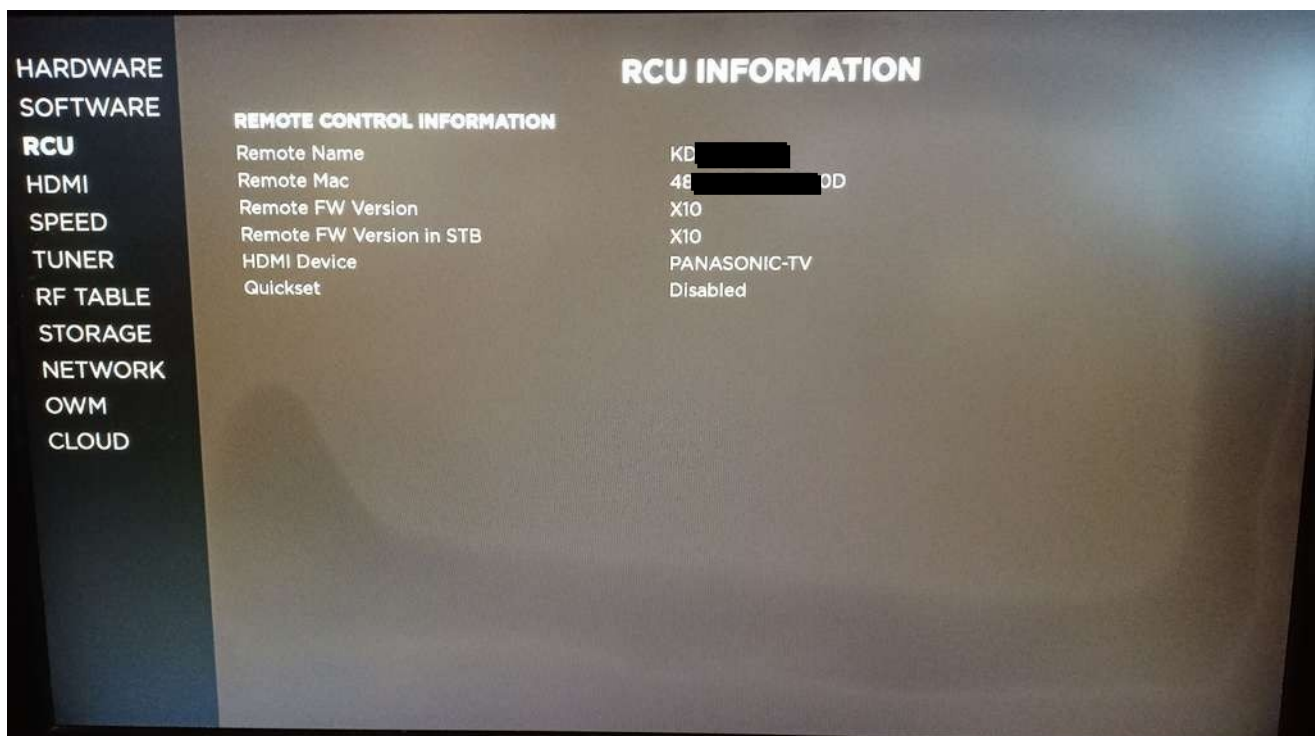 HARDWARE
SOFTWARE
RCU
HDMI
SPEED
TUNER
RF TABLE
STORAGE
NETWORK
OWM
CLOUD
RCU INFORMATION
REMOTE CONTROL INFORMATION
Remote Name KD
Remote Mac 48 0D
Remote FW Version X10
Remote FW Version in STB X10
HDMI Device PANASONIC-TV
Quickset Disabled